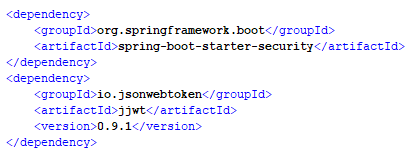 <dependency>
    <groupId>org.springframework.boot</groupId>
    <artifactId>spring-boot-starter-security</artifactId>
</dependency>
<dependency>
    <groupId>io.jsonwebtoken</groupId>
    <artifactId>jjwt</artifactId>
    <version>0.9.1</version>
</dependency>